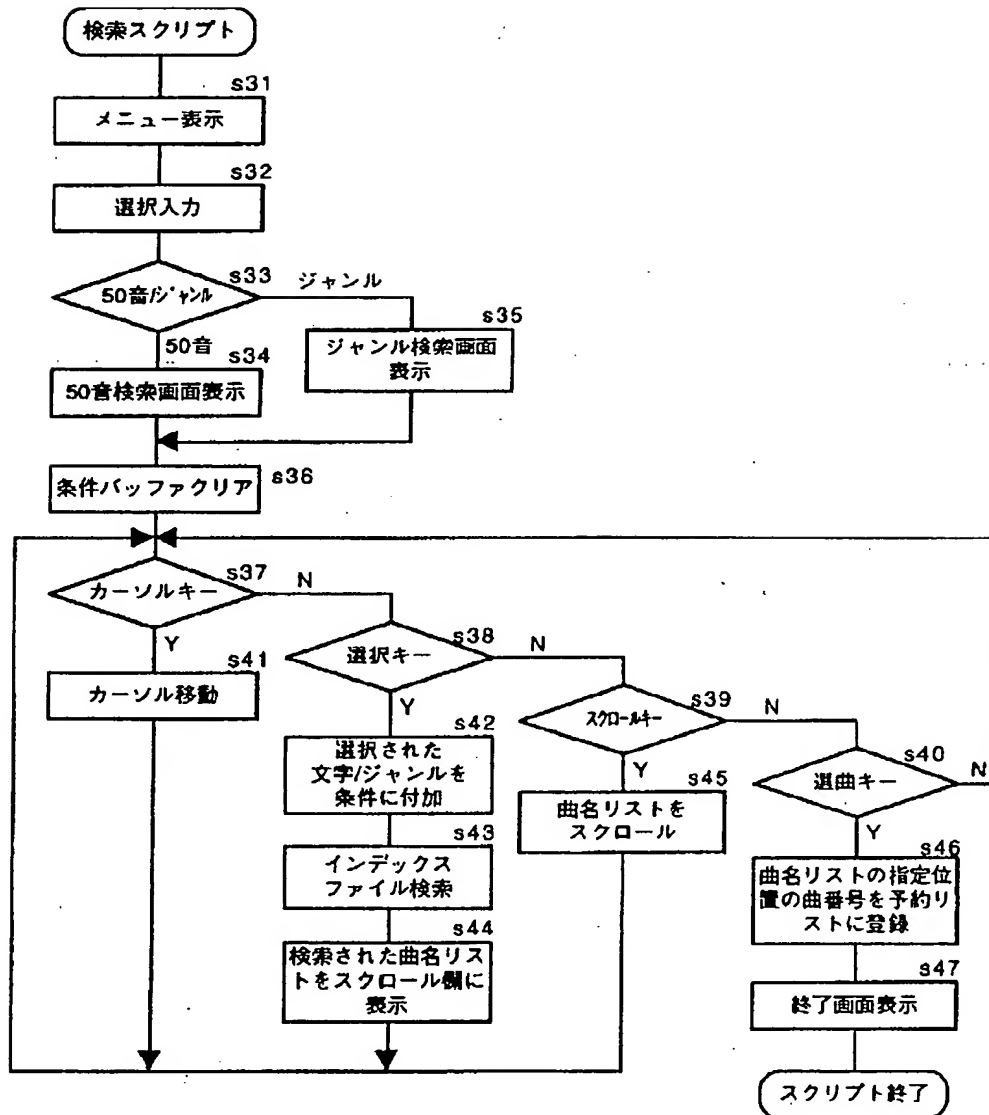 検索スクリプト
s31
メニュー表示
s32
選択入力
s33
50音/ジャンル
ジャンル
50音
s34
50音検索画面表示
s35
ジャンル検索画面
表示
s36
条件バッファクリア
s37
カーソルキー
N
Y
s41
カーソル移動
s38
選択キー
N
Y
s42
選択された
文字/ジャンルを
条件に付加
s43
インデックス
ファイル検索
s44
検索された曲名リス
トをスクロール欄に
表示
s39
スクロールキー
N
Y
s45
曲名リストを
スクロール
s40
選曲キー
N
Y
s46
曲名リストの指定位
置の曲番号を予約リ
ストに登録
s47
終了画面表示
スクリプト終了